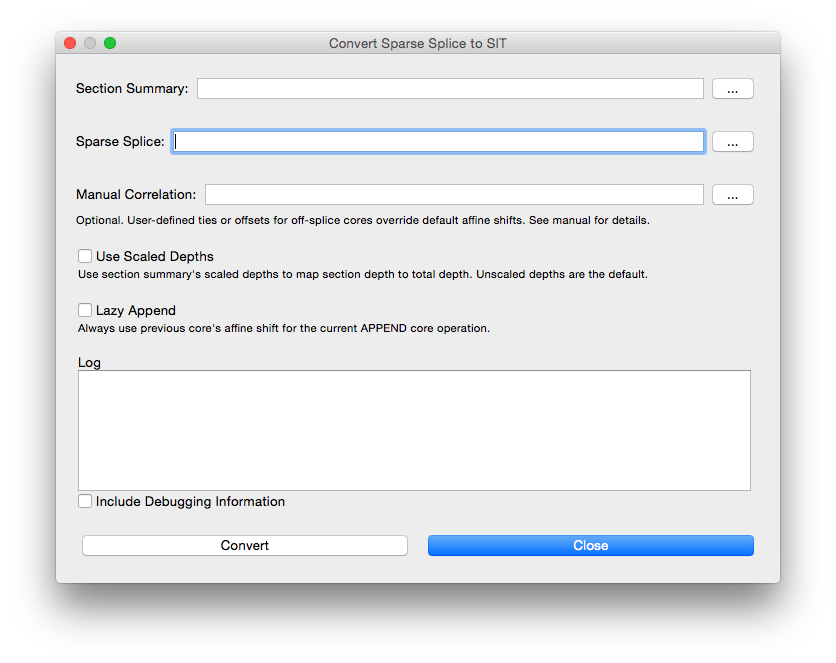 Convert Sparse Splice to SIT
Section Summary: ...
Sparse Splice: ...
Manual Correlation: ...
Optional. User-defined ties or offsets for off-splice cores override default affine shifts. See manual for details.
Use Scaled Depths
Use section summary's scaled depths to map section depth to total depth. Unscaled depths are the default.
Lazy Append
Always use previous core's affine shift for the current APPEND core operation.
Log
Include Debugging Information
Convert Close